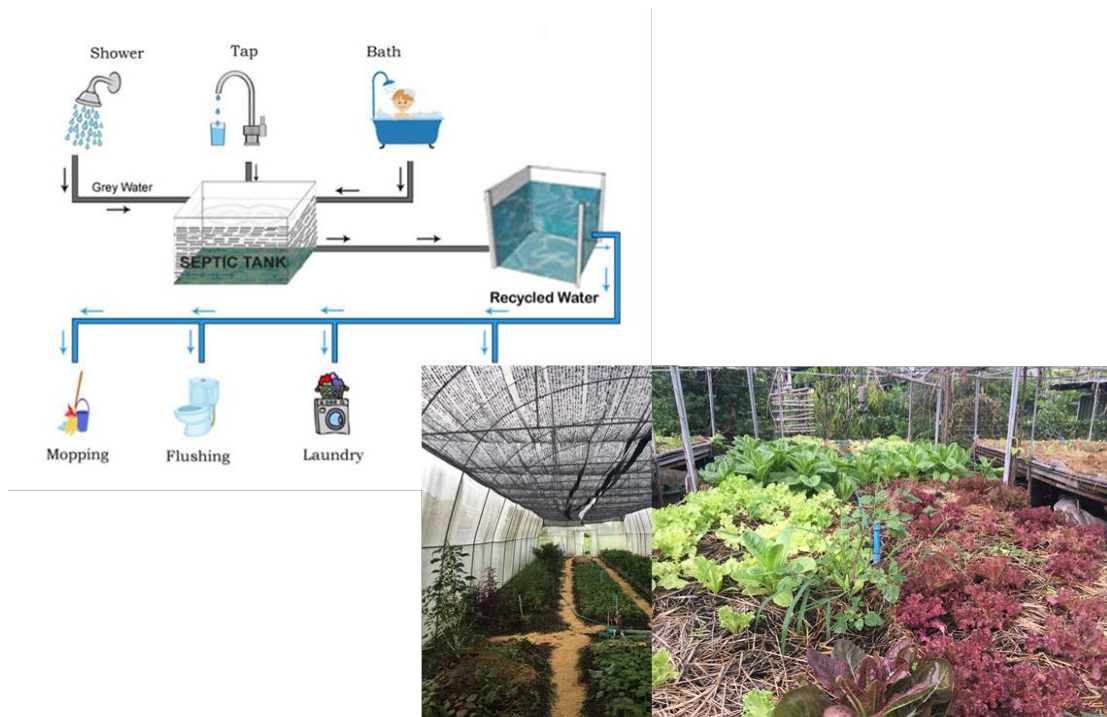 Shower
Tap
Bath
Grey Water
SEPTIC TANK
Recycled Water
Mopping
Flushing
Laundry